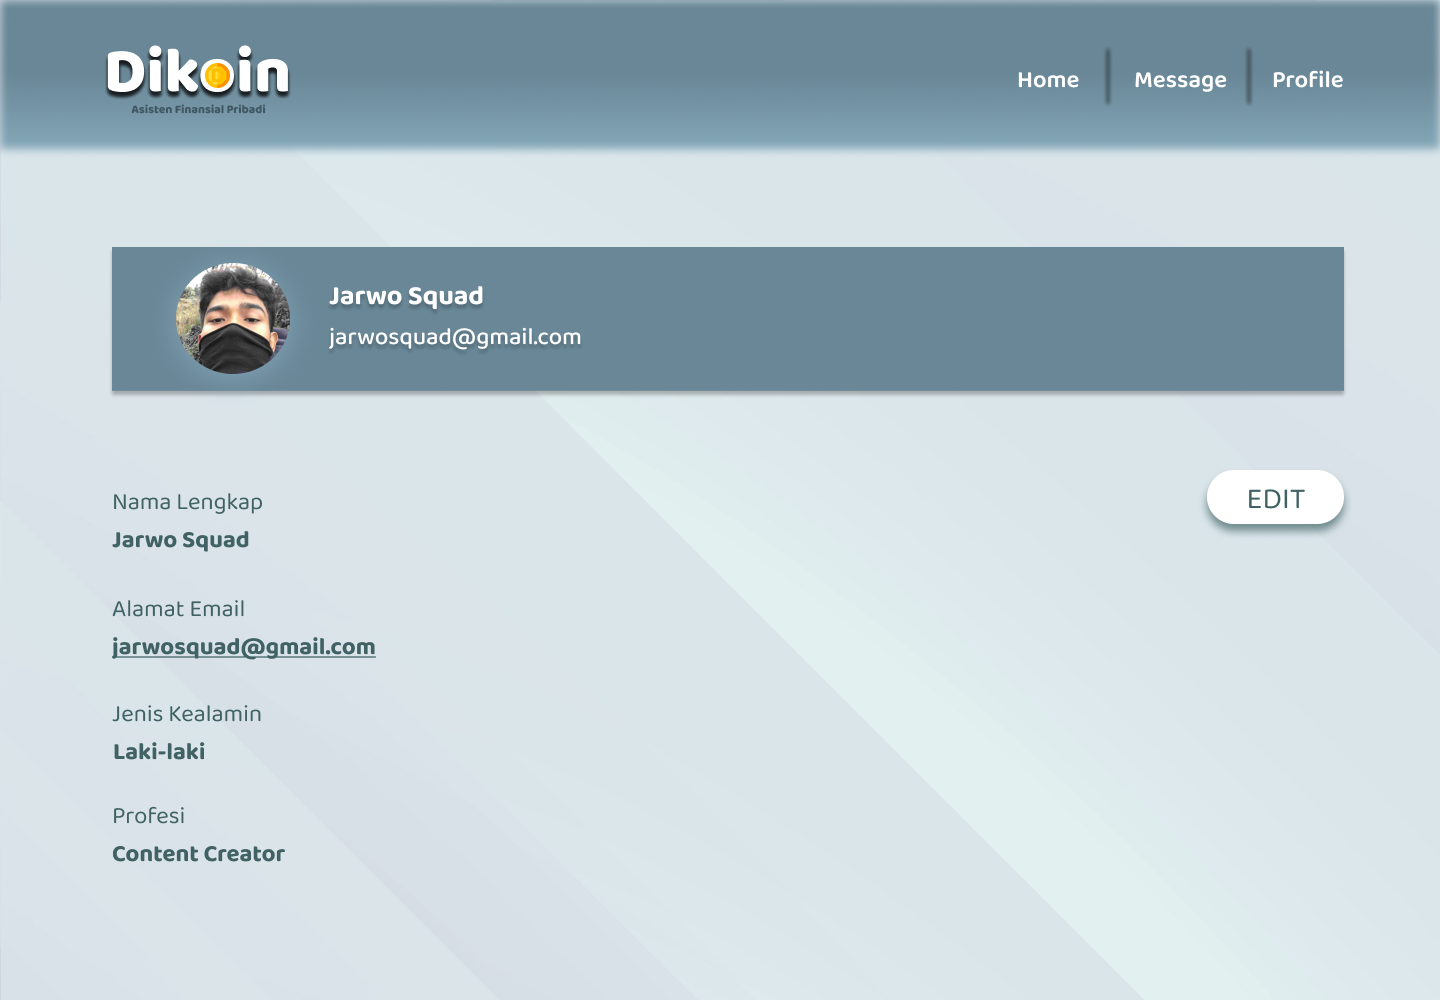 Dikoin
Asisten Finansial Pribadi
Home
Message
Profile
Jarwo Squad
jarwosquad@gmail.com
EDIT
Nama Lengkap
Jarwo Squad
Alamat Email
jarwosquad@gmail.com
Jenis Kealamin
Laki-laki
Profesi
Content Creator